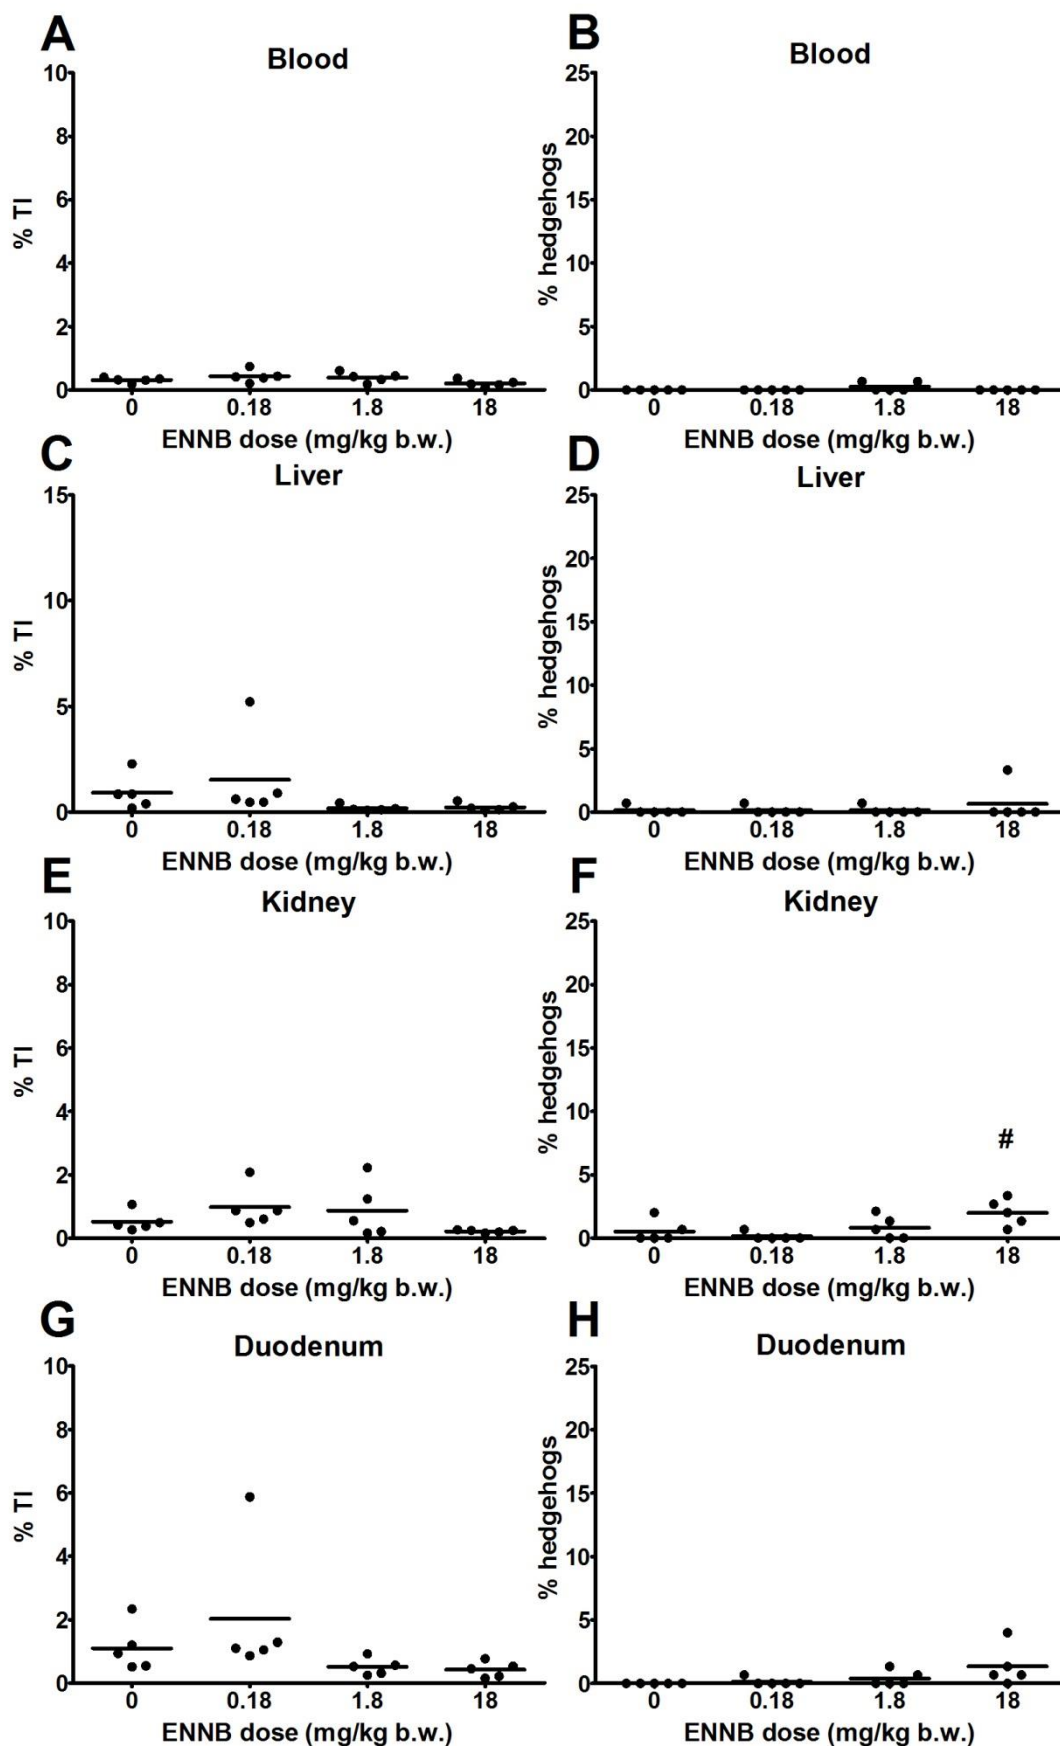 A
Blood
10
8
6
4
2
0
% TI
0 0.18 1.8 18
ENNB dose (mg/kg b.w.)
B
Blood
25
20
15
10
5
0
% hedgehogs
0 0.18 1.8 18
ENNB dose (mg/kg b.w.)
C
Liver
15
10
5
0
% TI
0 0.18 1.8 18
ENNB dose (mg/kg b.w.)
D
Liver
25
20
15
10
5
0
% hedgehogs
0 0.18 1.8 18
ENNB dose (mg/kg b.w.)
E
Kidney
10
8
6
4
2
0
% TI
0 0.18 1.8 18
ENNB dose (mg/kg b.w.)
F
Kidney
25
20
15
10
5
0
% hedgehogs
#
0 0.18 1.8 18
ENNB dose (mg/kg b.w.)
G
Duodenum
10
8
6
4
2
0
% TI
0 0.18 1.8 18
ENNB dose (mg/kg b.w.)
H
Duodenum
25
20
15
10
5
0
% hedgehogs
0 0.18 1.8 18
ENNB dose (mg/kg b.w.)